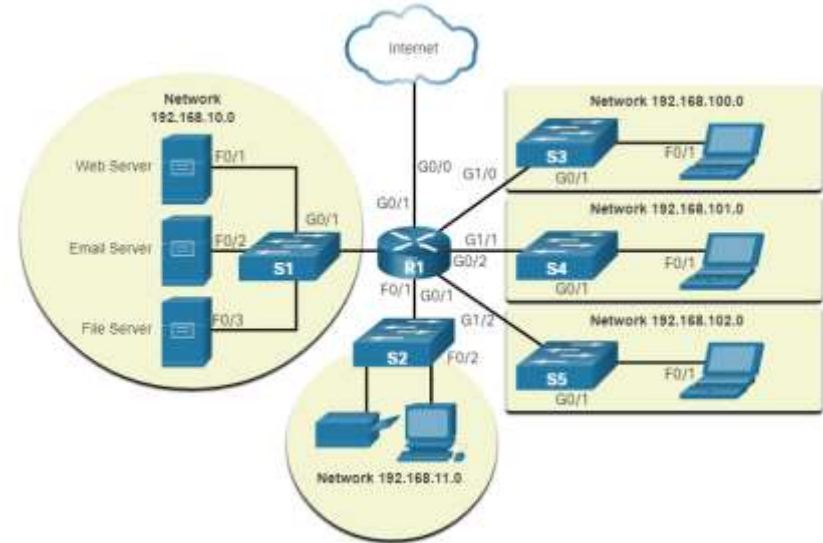 Internet
Network
192.168.10.0
Web Server
F0/1
Email Server
F0/2
File Server
F0/3
G0/1
S1
G0/0
G0/1
G1/0
R1
G1/1
G0/2
F0/1
G0/1
G1/2
S2
F0/2
Network 192.168.11.0
Network 192.168.100.0
S3
G0/1
F0/1
Network 192.168.101.0
S4
G0/1
F0/1
Network 192.168.102.0
S5
G0/1
F0/1